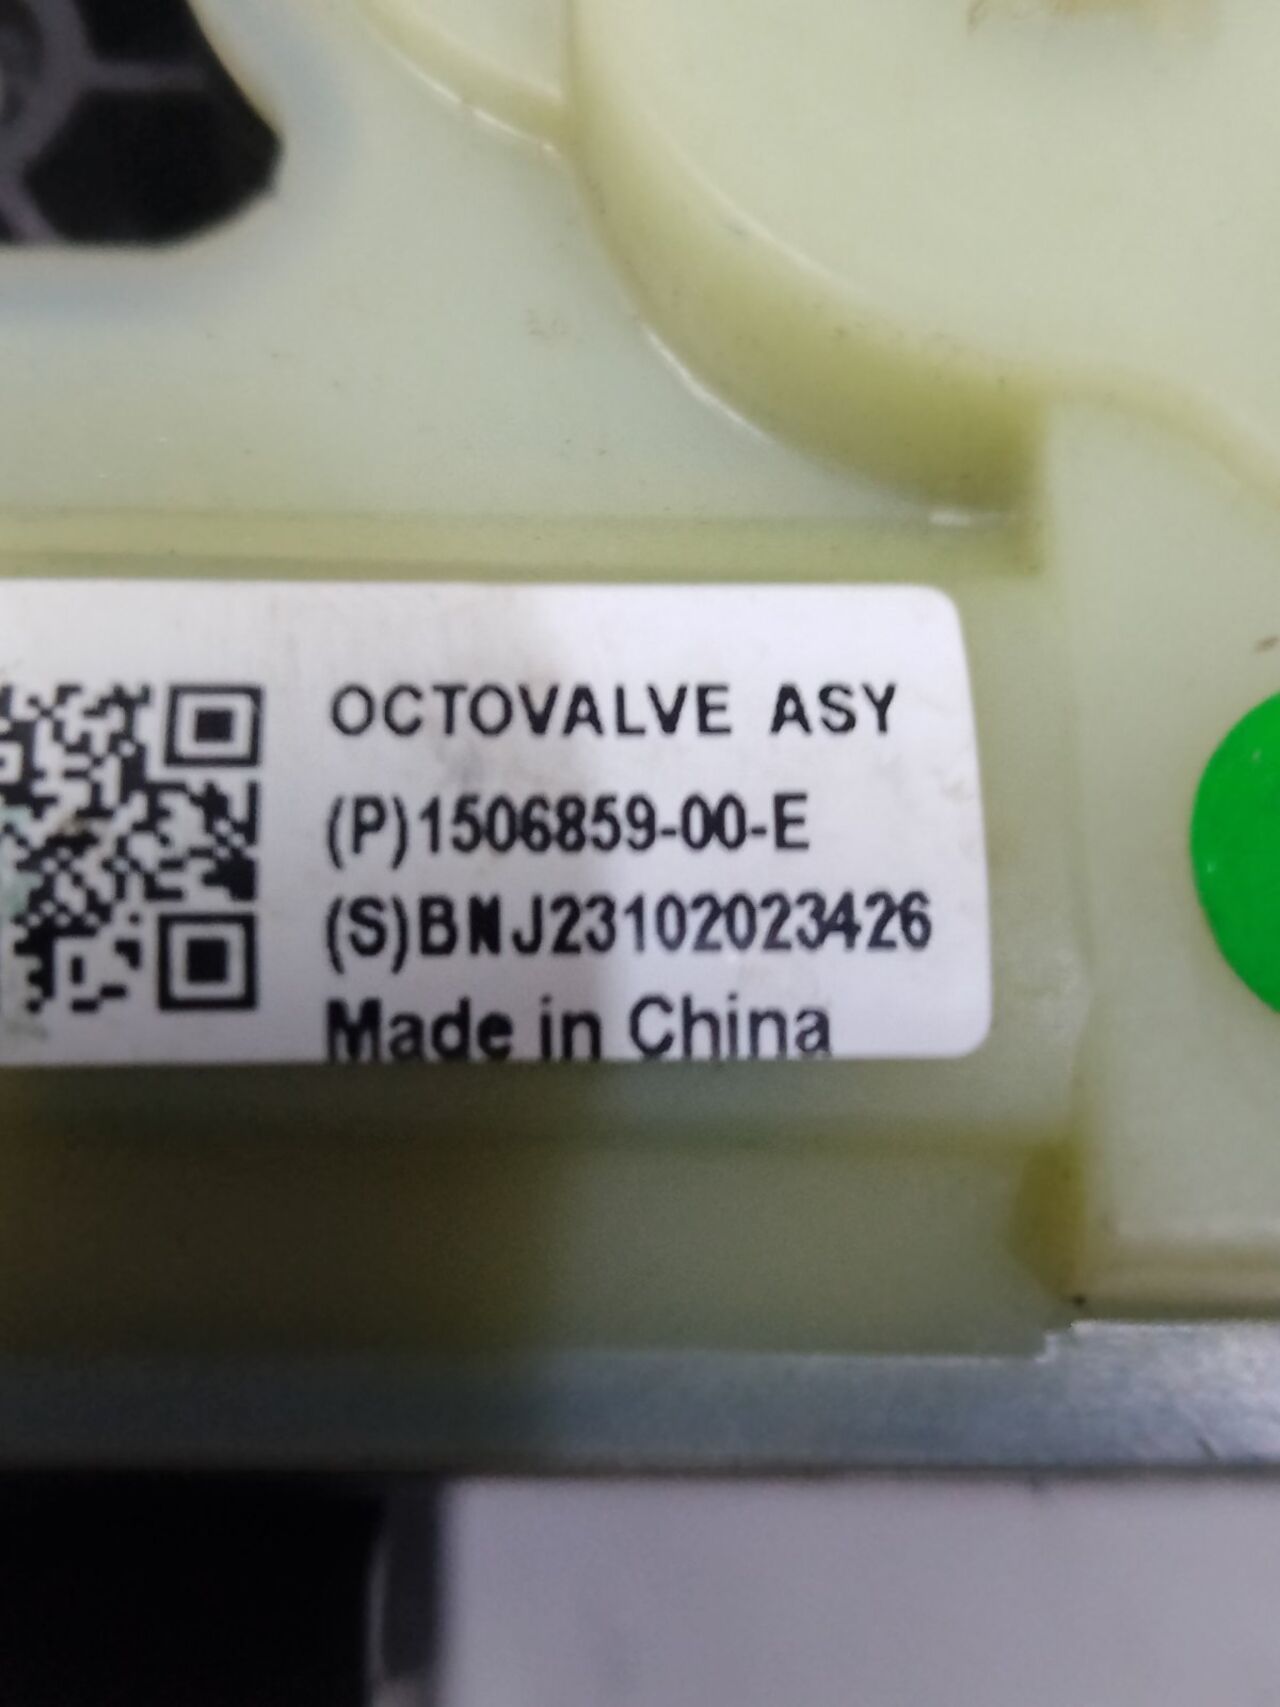 OCTOVALVE ASY
(P)1506859-00-E
(S)BNJ23102023426
Made in China